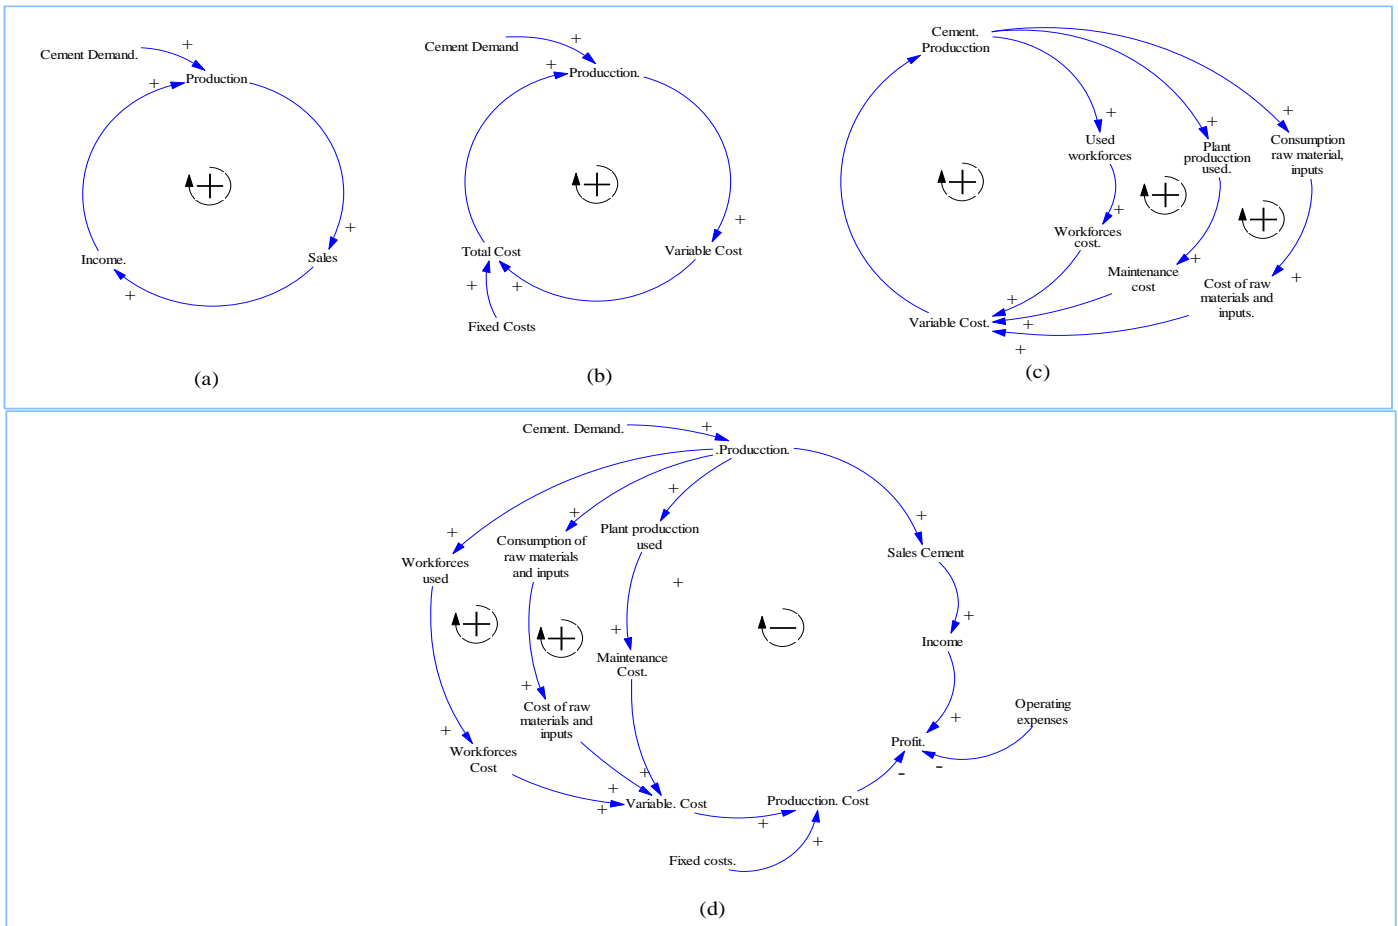 Cement Demand.
+
Production
+
+
Sales
+
Income.
+
(a)
Cement Demand
+
Producction.
+
+
+
Variable Cost
Total Cost
+
+
Fixed Costs
(b)
Cement.
Producction
+
Used
workforces
+
Workforces
cost.
+
Plant
producction
used.
+
Maintenance
cost
+
Consumption
raw material,
inputs
+
Cost of raw
materials and
inputs.
+
+
+
+
+
Variable Cost.
+
(c)
Cement. Demand.
+
.Producction.
+
Workforces
used
+
Consumption of
raw materials
and inputs
+
Plant producction
used
+
+
Sales Cement
+
+
+
Income
+
Maintenance
Cost.
+
Cost of raw
materials and
inputs
+
Workforces
Cost
+
Operating
expenses
+
Profit.
-
-
+
+
+
Variable. Cost
+
Producction. Cost
+
Fixed costs.
+
-
(d)